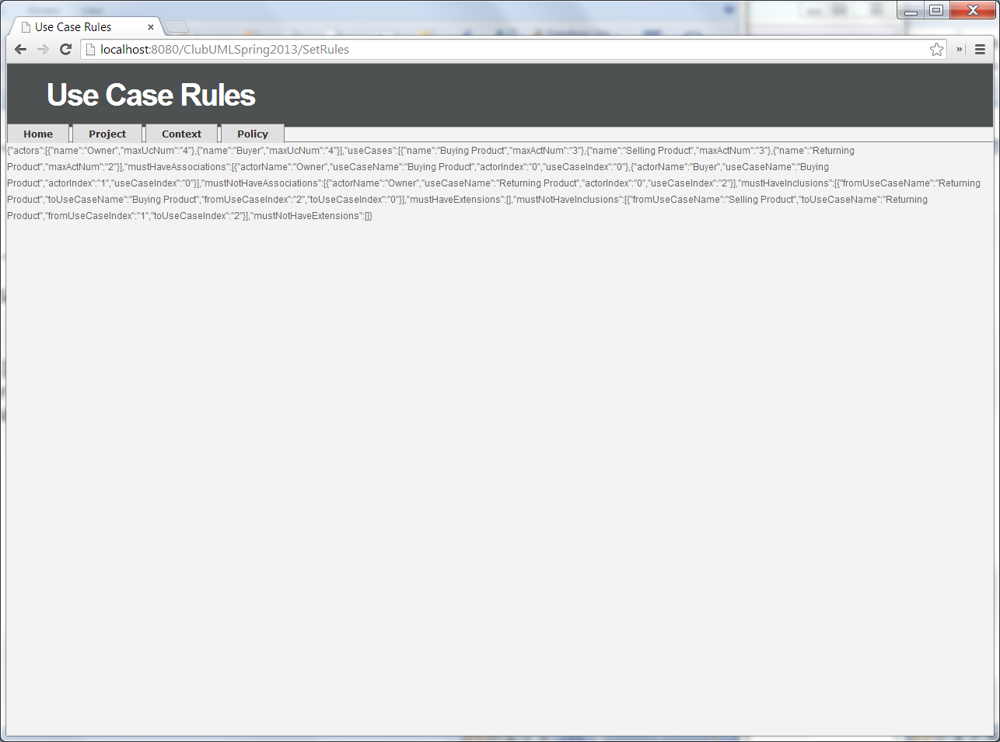 Use Case Rules
localhost:8080/ClubUMLSpring2013/SetRules
»
Use Case Rules
Home Project Context Policy
{"actors":[{"name":"Owner","maxUcNum":"4"},{"name":"Buyer","maxUcNum":"4"}],"useCases":[{"name":"Buying Product","maxActNum":"3"},{"name":"Selling Product","maxActNum":"3"},{"name":"Returning
Product","maxActNum":"2"}],"mustHaveAssociations":[{"actorName":"Owner","useCaseName":"Buying Product","actorIndex":"0","useCaseIndex":"0"},{"actorName":"Buyer","useCaseName":"Buying
Product","actorIndex":"1","useCaseIndex":"0"}],"mustNotHaveAssociations":[{"actorName":"Owner","useCaseName":"Returning Product","actorIndex":"0","useCaseIndex":"2"}],"mustHaveInclusions":[{"fromUseCaseName":"Returning
Product","toUseCaseName":"Buying Product","fromUseCaseIndex":"2","toUseCaseIndex":"0"}],"mustHaveExtensions":[],"mustNotHaveInclusions":[{"fromUseCaseName":"Selling Product","toUseCaseName":"Returning
Product","fromUseCaseIndex":"1","toUseCaseIndex":"2"}],"mustNotHaveExtensions":[]}